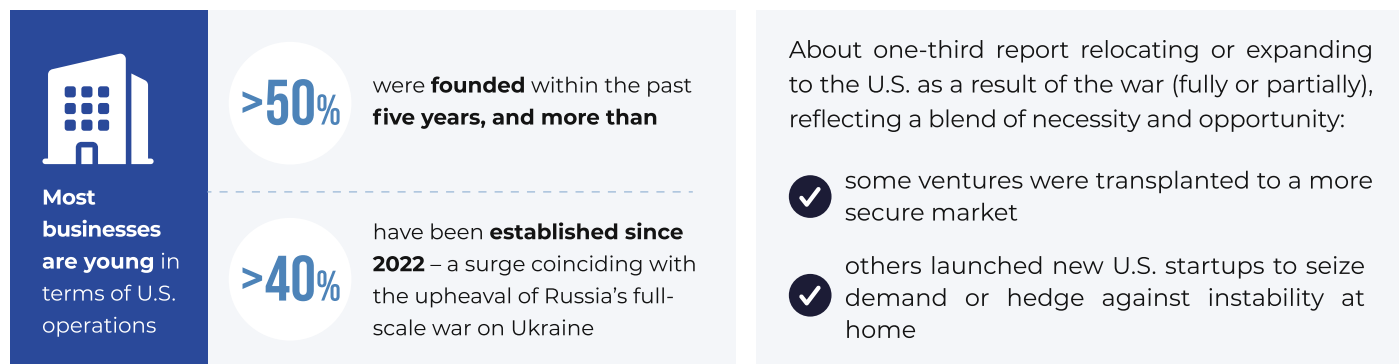 Most
businesses
are young in
terms of U.S.
operations
>50%
were founded within the past
five years, and more than
>40%
have been established since
2022 – a surge coinciding with
the upheaval of Russia’s full-
scale war on Ukraine
About one-third report relocating or expanding
to the U.S. as a result of the war (fully or partially),
reflecting a blend of necessity and opportunity:
some ventures were transplanted to a more
secure market
others launched new U.S. startups to seize
demand or hedge against instability at
home